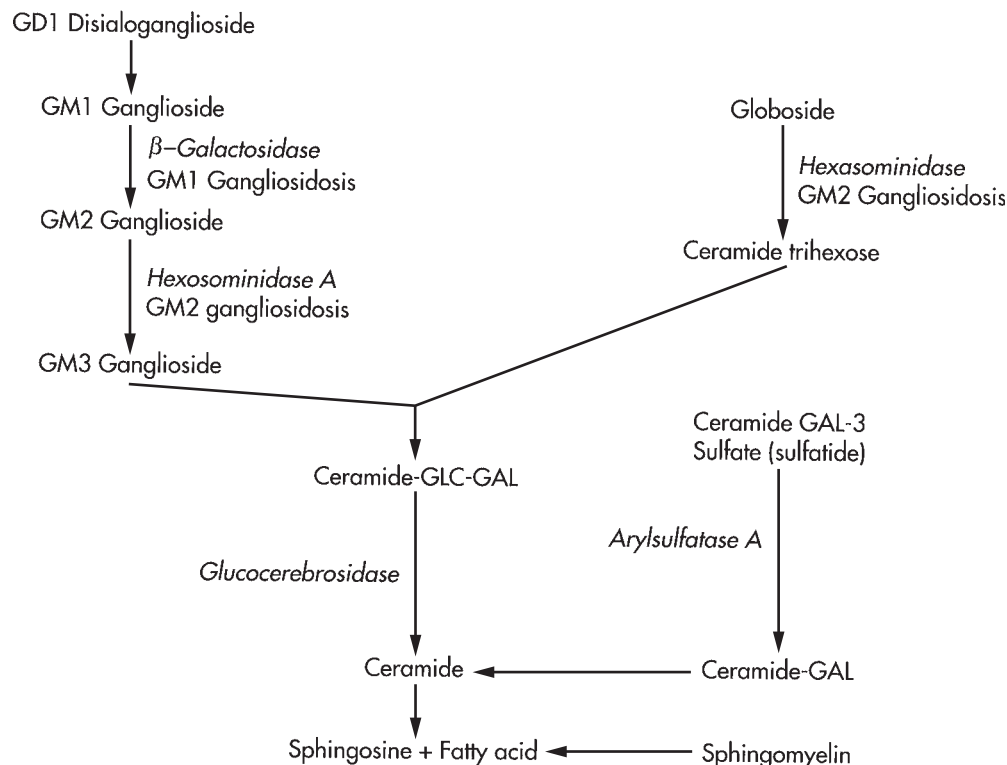 GD1 Disialoganglioside
GM1 Ganglioside
β–Galactosidase
GM1 Gangliosidosis
GM2 Ganglioside
Hexosominidase A
GM2 gangliosidosis
GM3 Ganglioside
Globoside
Hexasominidase
GM2 Gangliosidosis
Ceramide trihexose
Ceramide-GLC-GAL
Glucocerebrosidase
Ceramide GAL-3
Sulfate (sulfatide)
Arylsulfatase A
Ceramide
Ceramide-GAL
Sphingosine + Fatty acid
Sphingomyelin